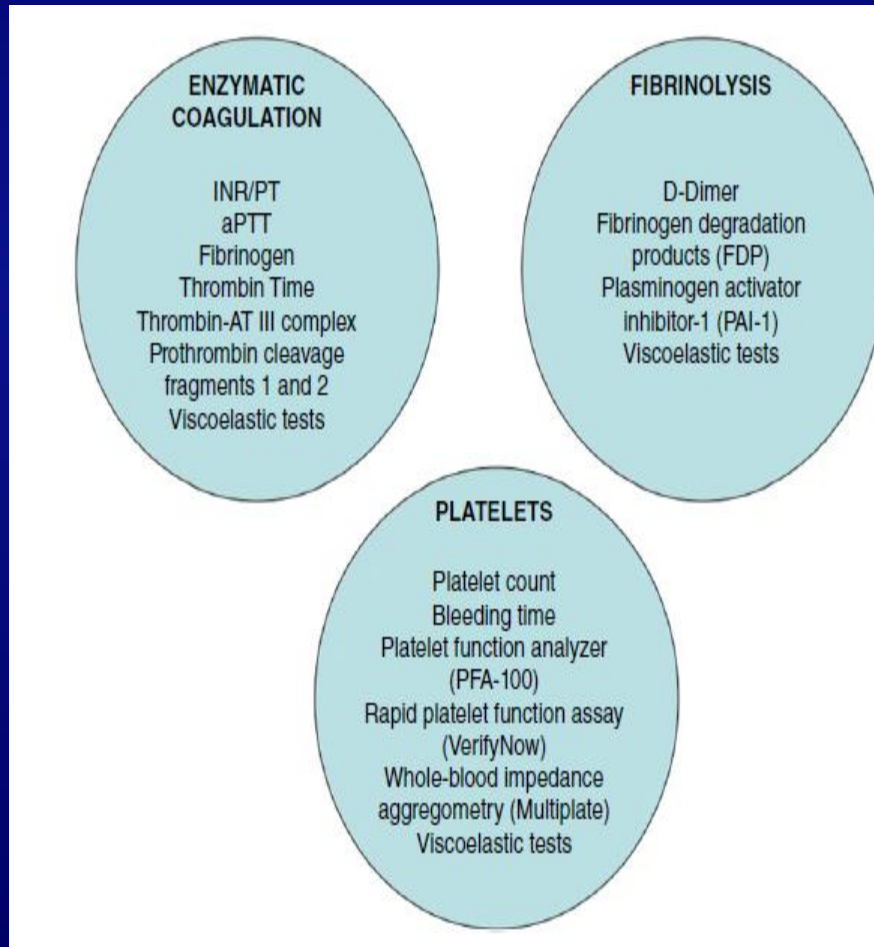 ENZYMATIC
COAGULATION
INR/PT
aPTT
Fibrinogen
Thrombin Time
Thrombin-AT III complex
Prothrombin cleavage
fragments 1 and 2
Viscoelastic tests
FIBRINOLYSIS
D-Dimer
Fibrinogen degradation
products (FDP)
Plasminogen activator
inhibitor-1 (PAI-1)
Viscoelastic tests
PLATELETS
Platelet count
Bleeding time
Platelet function analyzer
(PFA-100)
Rapid platelet function assay
(VerifyNow)
Whole-blood impedance
aggregometry (Multiplate)
Viscoelastic tests